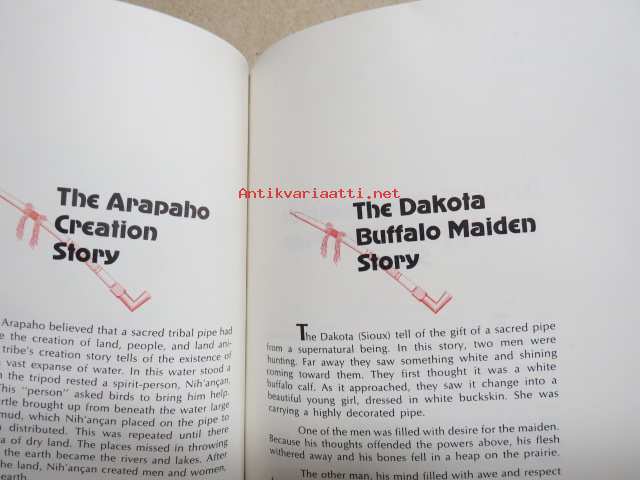 The Arapaho
Creation
Story
Arapaho believed that a sacred tribal pipe had
the creation of land, people, and land ani-
tribe's creation story tells of the existence of
vast expanse of water. In this water stood a
the tripod rested a spirit-person, Nih'ançan,
This "person" asked birds to bring him help.
brought up from beneath the water large
mud, which Nih'ançan placed on the pipe to
distributed. This was repeated until there
of dry land. The places missed in throwing
the earth became the rivers and lakes. After
the land, Nih'ançan created men and women,
earth.
Antikvariaatti.net
The Dakota
Buffalo Maiden
Story
The Dakota (Sioux) tell of the gift of a sacred pipe
from a supernatural being. In this story, two men were
hunting. Far away they saw something white and shining
coming toward them. They first thought it was a white
buffalo calf. As it approached, they saw it change into a
beautiful young girl, dressed in white buckskin. She was
carrying a highly decorated pipe.
One of the men was filled with desire for the maiden.
Because his thoughts offended the powers above, his flesh
withered away and his bones fell in a heap on the prairie.
The other man, his mind filled with awe and respect